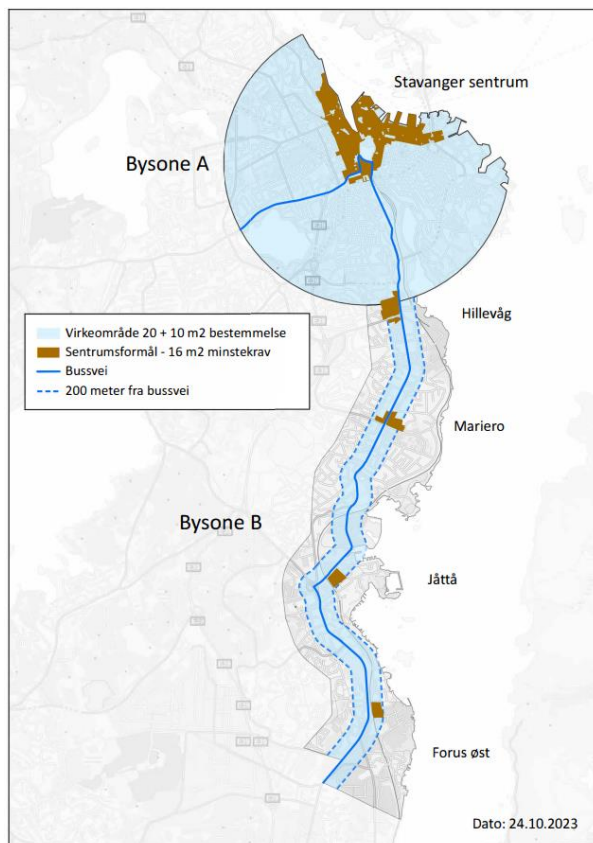 Stavanger sentrum
Bysone A
Hillevåg
Virkeområde 20 + 10 m2 bestemmelse
Sentrumsformål - 16 m2 minstekrav
Bussvei
200 meter fra bussvei
Mariero
Bysone B
Jåttå
Forus øst
Dato: 24.10.2023